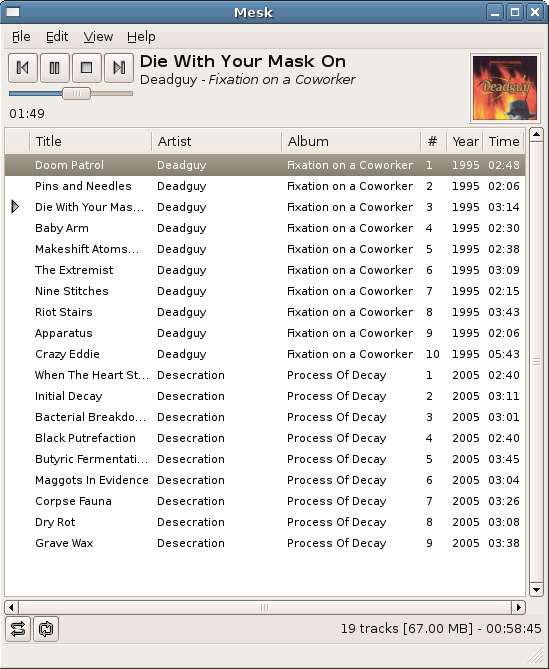 Mesk
File Edit View Help
Die With Your Mask On
Deadguy - Fixation on a Coworker
Deadguy
01:49
Title Artist Album # Year Time
Doom Patrol Deadguy Fixation on a Coworker 1 1995 02:48
Pins and Needles Deadguy Fixation on a Coworker 2 1995 02:06
Die With Your Mas... Deadguy Fixation on a Coworker 3 1995 03:14
Baby Arm Deadguy Fixation on a Coworker 4 1995 02:30
Makeshift Atoms... Deadguy Fixation on a Coworker 5 1995 02:38
The Extremist Deadguy Fixation on a Coworker 6 1995 03:09
Nine Stitches Deadguy Fixation on a Coworker 7 1995 02:15
Riot Stairs Deadguy Fixation on a Coworker 8 1995 03:43
Apparatus Deadguy Fixation on a Coworker 9 1995 02:06
Crazy Eddie Deadguy Fixation on a Coworker 10 1995 05:43
When The Heart St... Desecration Process Of Decay 1 2005 02:40
Initial Decay Desecration Process Of Decay 2 2005 03:11
Bacterial Breakdo... Desecration Process Of Decay 3 2005 03:01
Black Putrefaction Desecration Process Of Decay 4 2005 02:40
Butyric Fermentati... Desecration Process Of Decay 5 2005 03:45
Maggots In Evidence Desecration Process Of Decay 6 2005 03:04
Corpse Fauna Desecration Process Of Decay 7 2005 03:26
Dry Rot Desecration Process Of Decay 8 2005 03:08
Grave Wax Desecration Process Of Decay 9 2005 03:38
19 tracks [67.00 MB] - 00:58:45